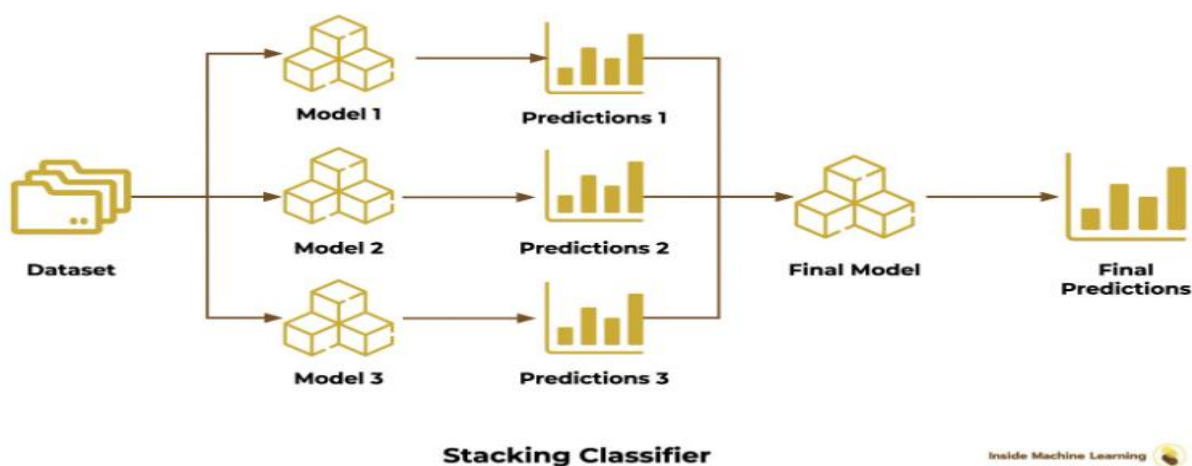 Model 1
Predictions 1
Dataset
Model 2
Predictions 2
Final Model
Final
Predictions
Model 3
Predictions 3
Stacking Classifier
Inside Machine Learning